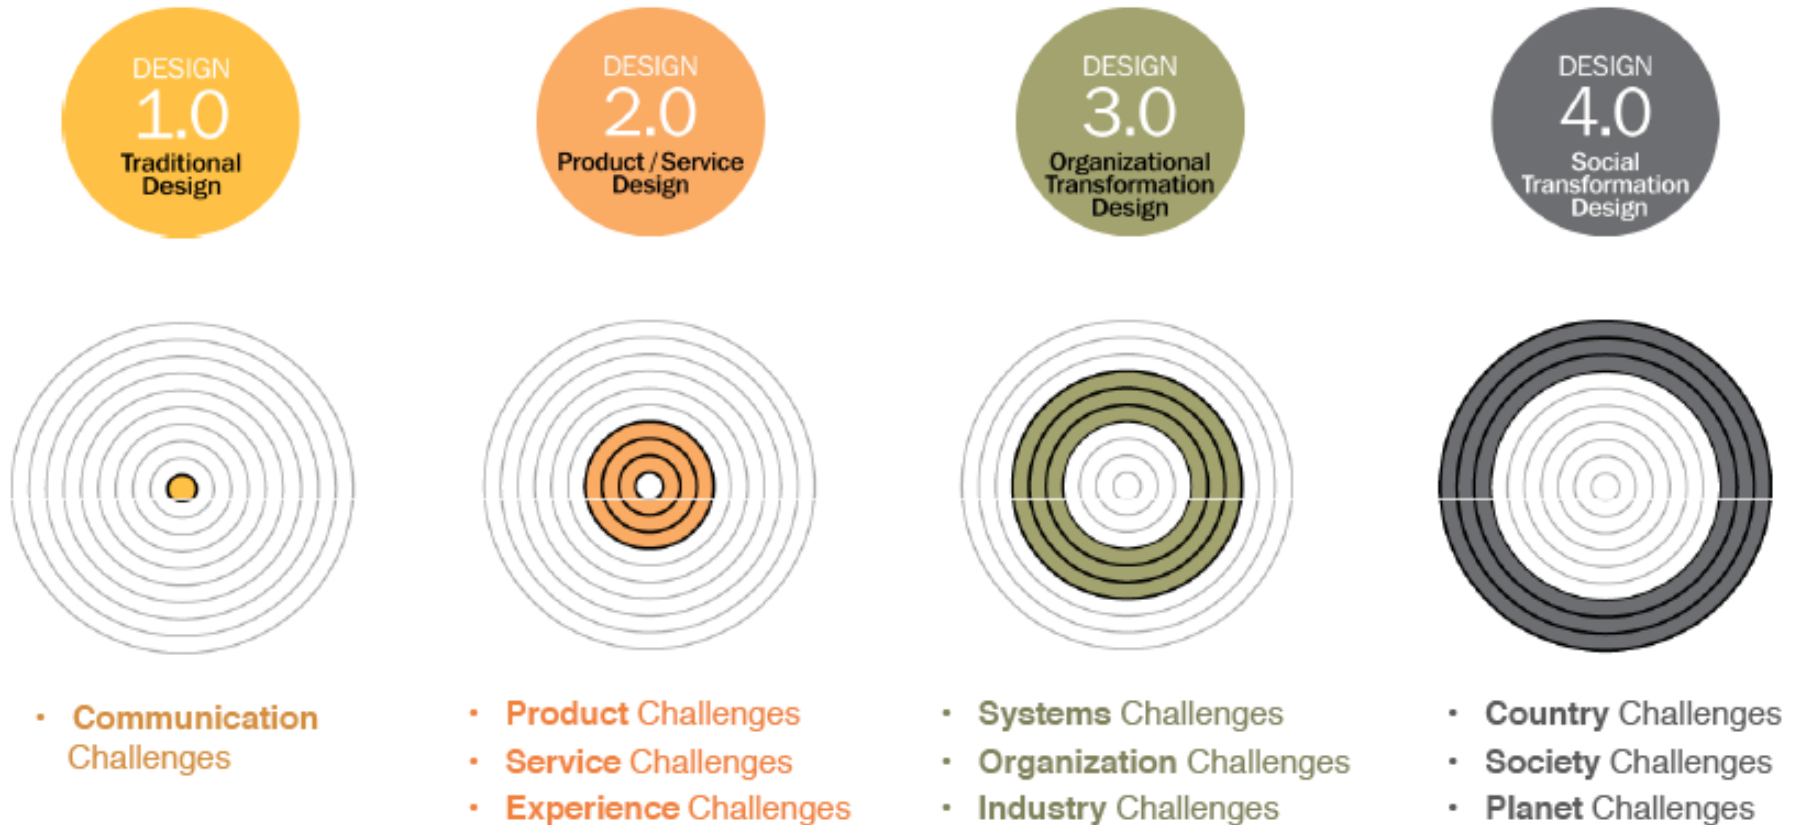 DESIGN
1.0
Traditional
Design
DESIGN
2.0
Product / Service
Design
DESIGN
3.0
Organizational
Transformation
Design
DESIGN
4.0
Social
Transformation
Design
• Communication
Challenges
• Product Challenges
• Service Challenges
• Experience Challenges
• Systems Challenges
• Organization Challenges
• Industry Challenges
• Country Challenges
• Society Challenges
• Planet Challenges